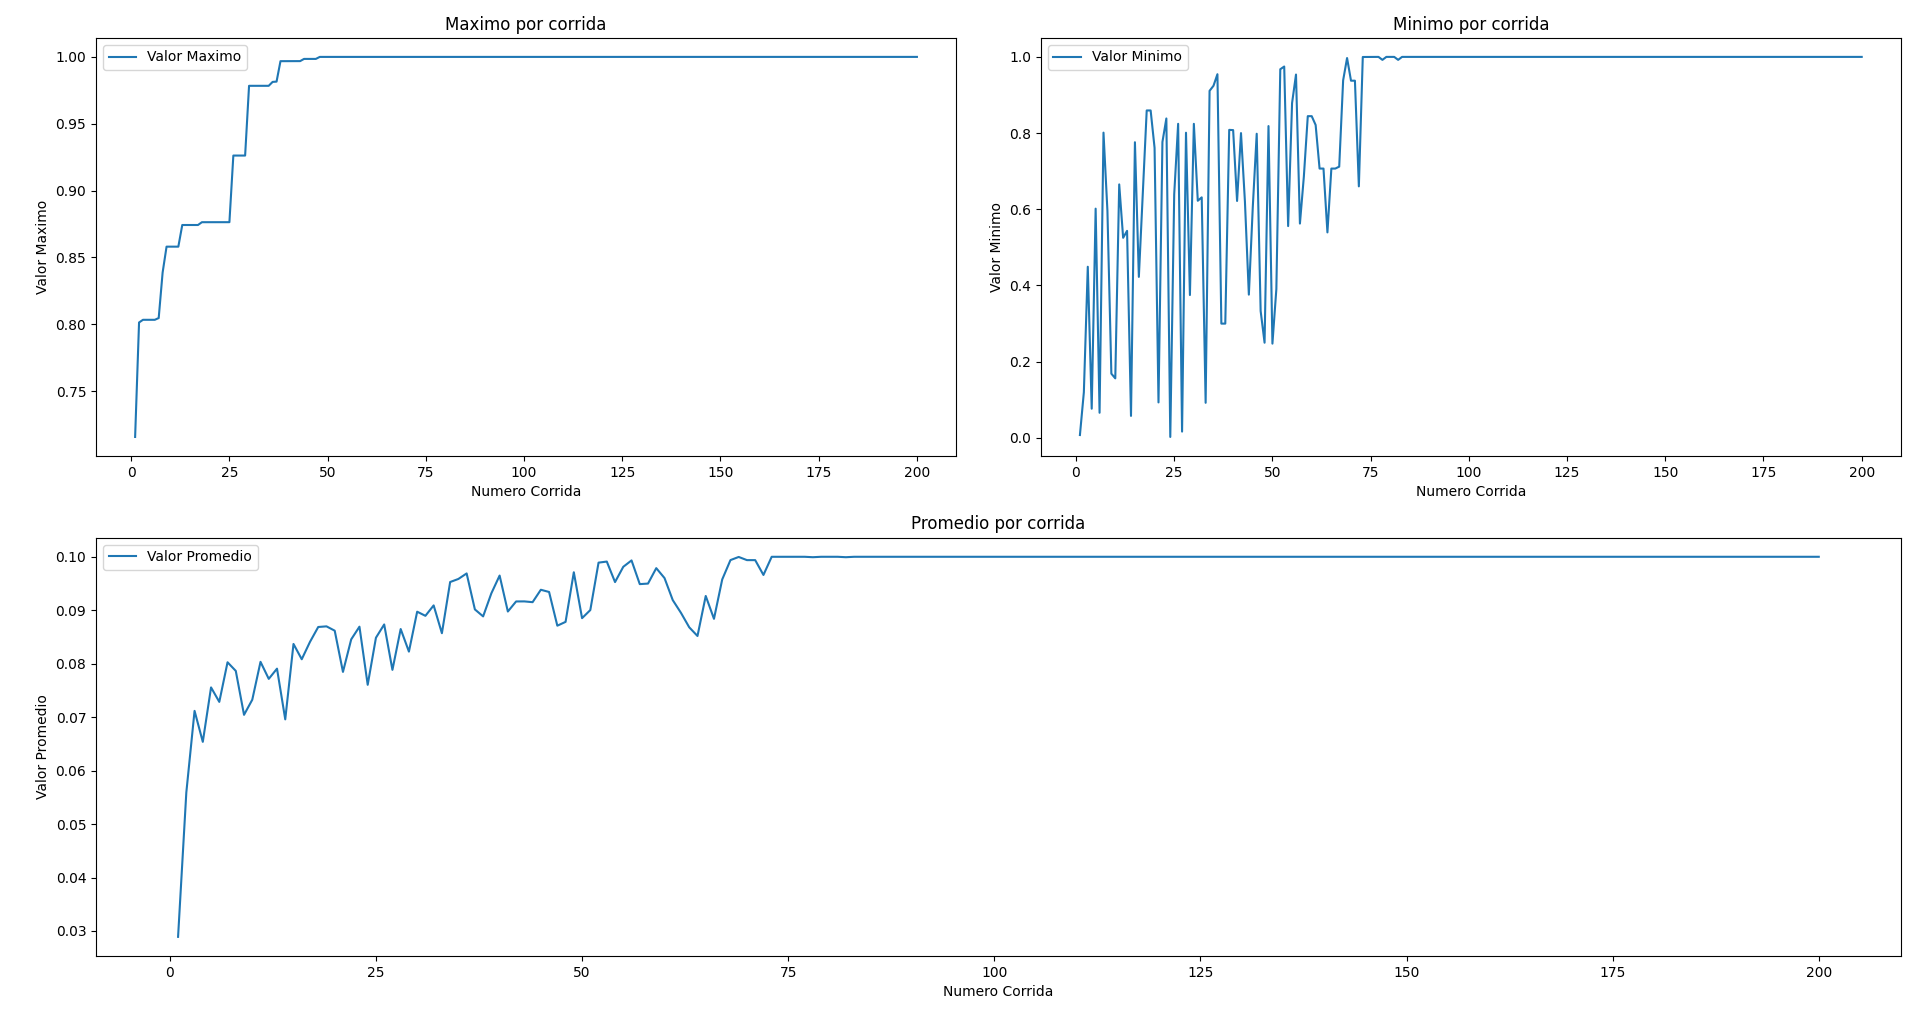 Maximo por corrida
Valor Maximo
1.00
0.95
0.90
0.85
0.80
0.75
Valor Maximo
0 25 50 75 100 125 150 175 200
Numero Corrida
Minimo por corrida
Valor Minimo
1.0
0.8
0.6
0.4
0.2
0.0
Valor Minimo
0 25 50 75 100 125 150 175 200
Numero Corrida
Promedio por corrida
Valor Promedio
0.10
0.09
0.08
0.07
0.06
0.05
0.04
0.03
Valor Promedio
0 25 50 75 100 125 150 175 200
Numero Corrida